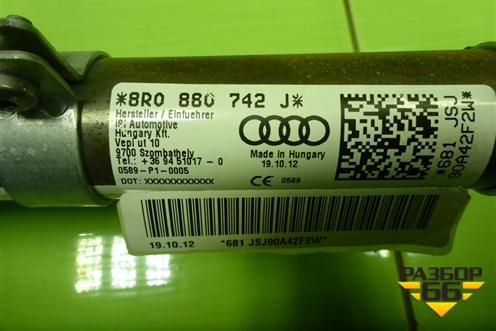 *8R0 880 742 J*
Hersteller / Einfuehrer
ISI Automotive
Hungary Kft.
Vepi ut 10
9700 Szombathely
Tel.: +36 94 51017-0
0589-P1-0005
DOT: XXXXXXXXXXXX
Made in Hungary
19.10.12
CE 0589
*681 JSJ
90A42F2W*
19.10.12 *681 JSJ90A42F2W*
РАЗБОР
66